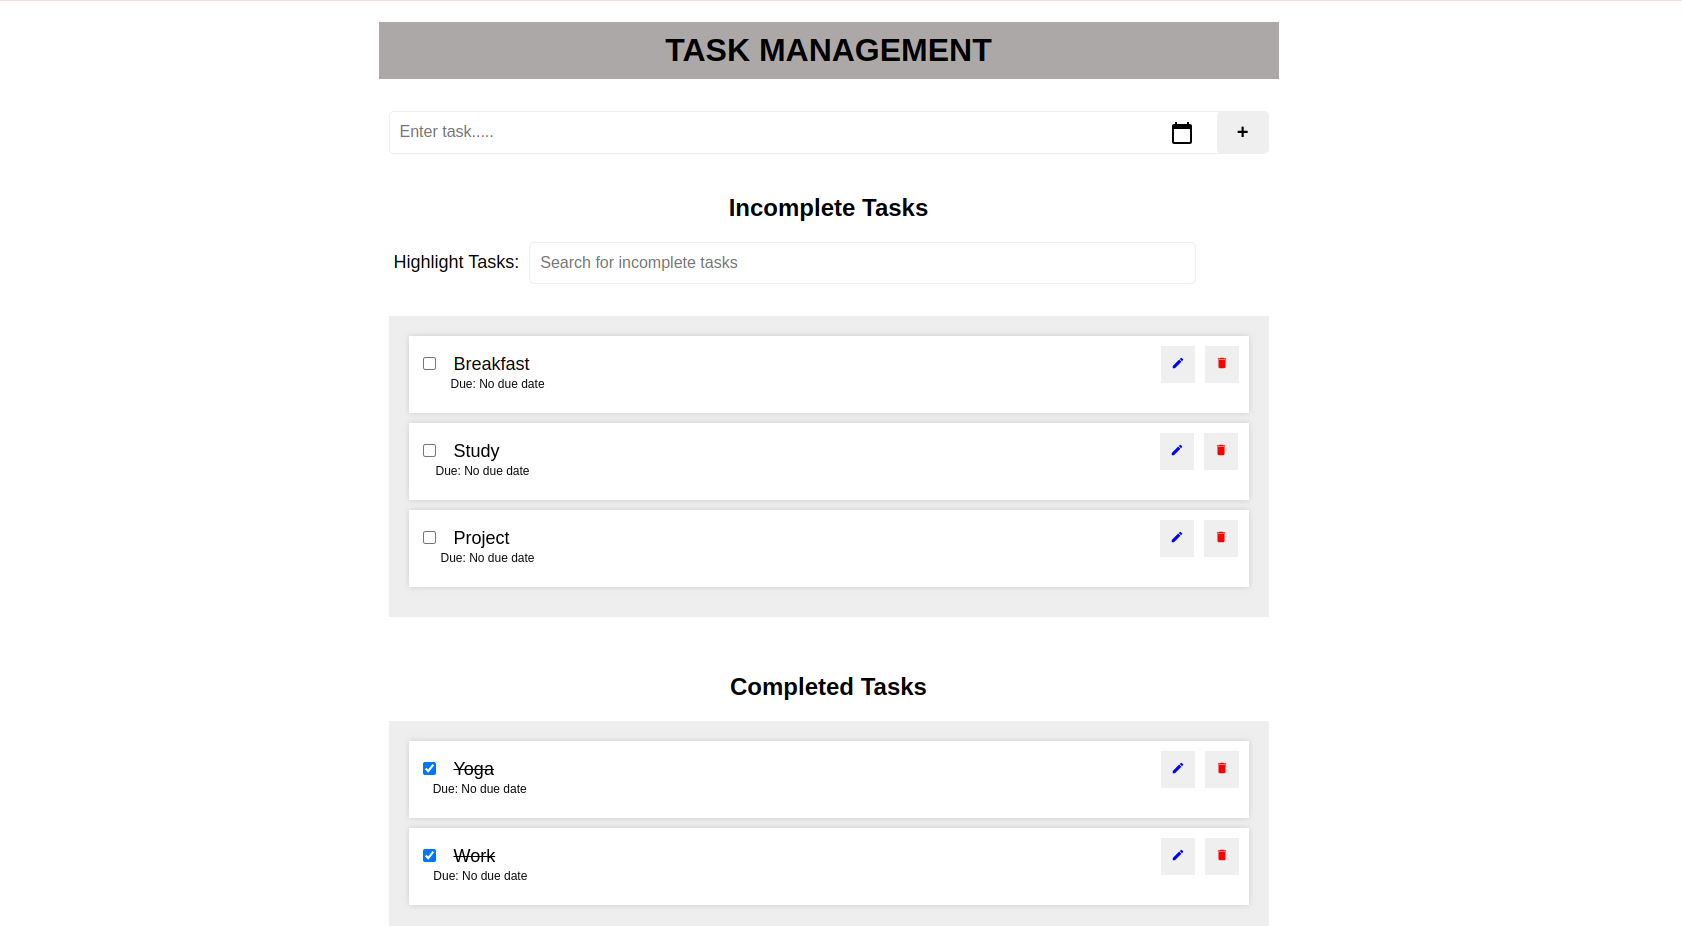 TASK MANAGEMENT
Enter task.....
+
Incomplete Tasks
Highlight Tasks: Search for incomplete tasks
Breakfast
Due: No due date
Study
Due: No due date
Project
Due: No due date
Completed Tasks
Yoga
Due: No due date
Work
Due: No due date